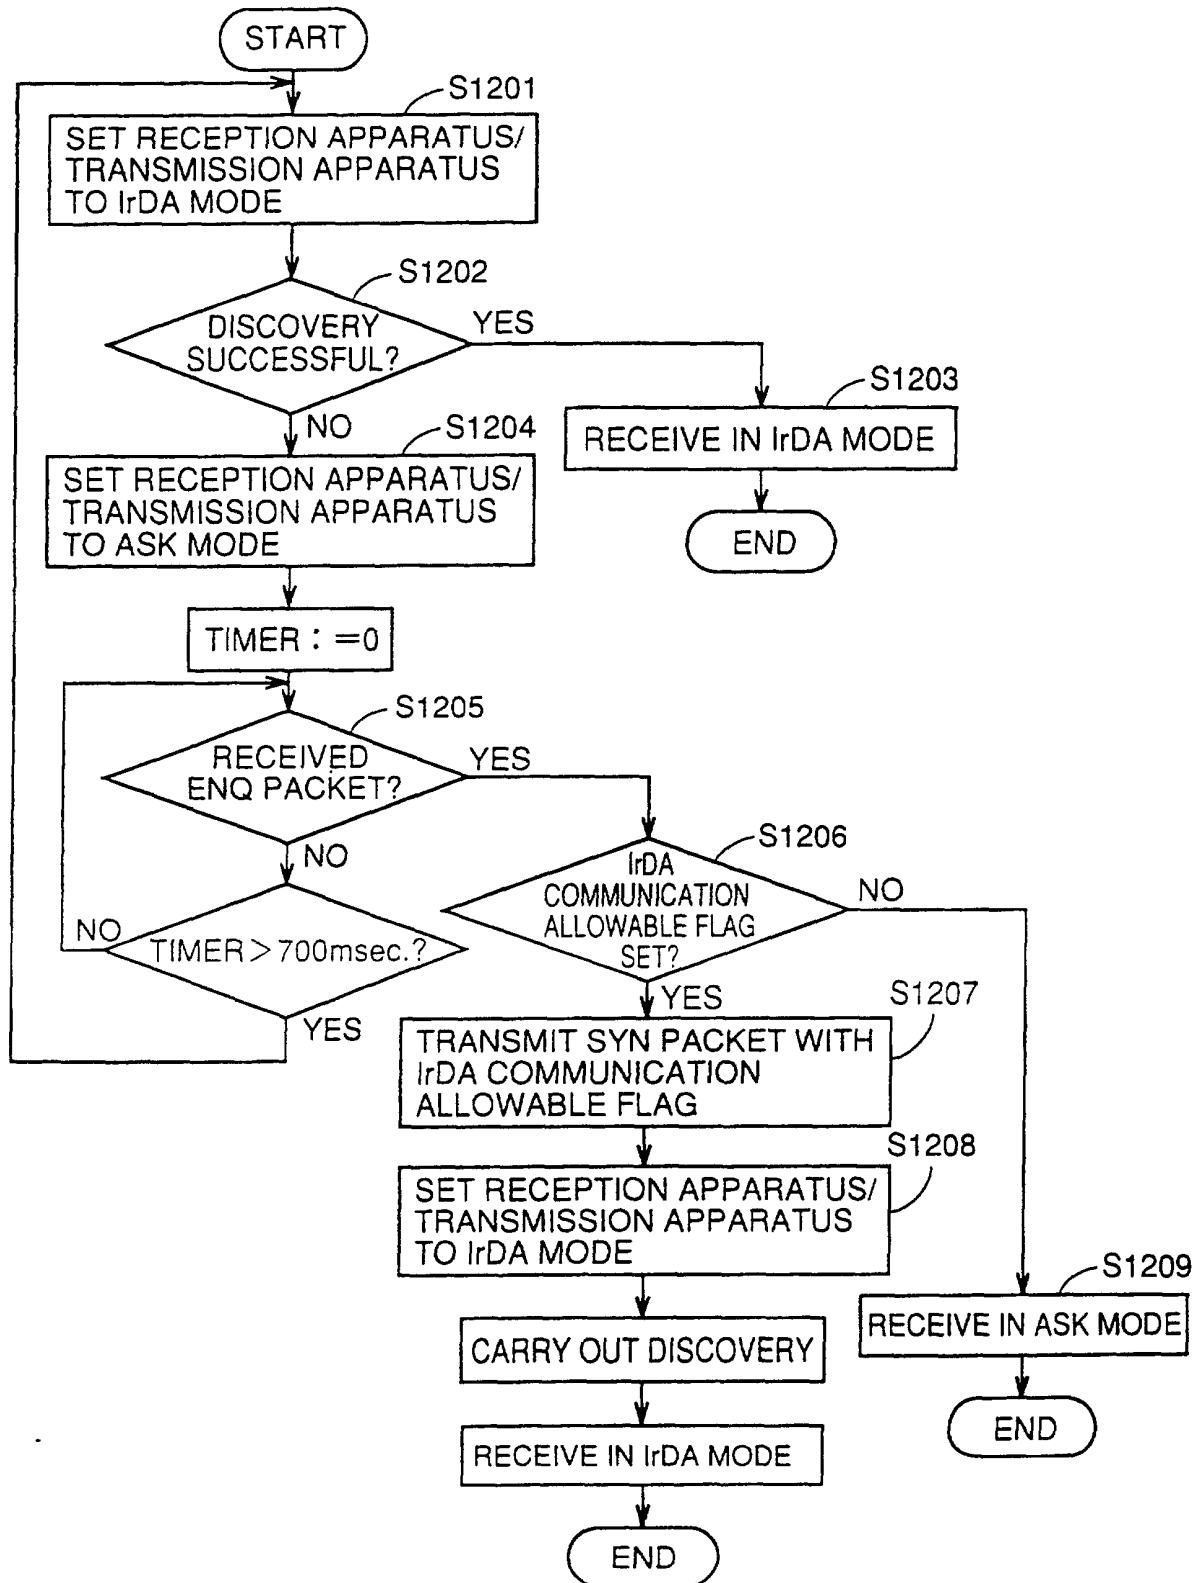 START
S1201
SET RECEPTION APPARATUS/
TRANSMISSION APPARATUS
TO IrDA MODE
S1202
DISCOVERY
SUCCESSFUL?
YES
S1203
RECEIVE IN IrDA MODE
END
NO
S1204
SET RECEPTION APPARATUS/
TRANSMISSION APPARATUS
TO ASK MODE
TIMER : =0
S1205
RECEIVED
ENQ PACKET?
YES
NO
S1206
IrDA
COMMUNICATION
ALLOWABLE FLAG
SET?
NO
NO
TIMER > 700msec.?
YES
YES
S1207
TRANSMIT SYN PACKET WITH
IrDA COMMUNICATION
ALLOWABLE FLAG
S1208
SET RECEPTION APPARATUS/
TRANSMISSION APPARATUS
TO IrDA MODE
S1209
RECEIVE IN ASK MODE
END
CARRY OUT DISCOVERY
RECEIVE IN IrDA MODE
END